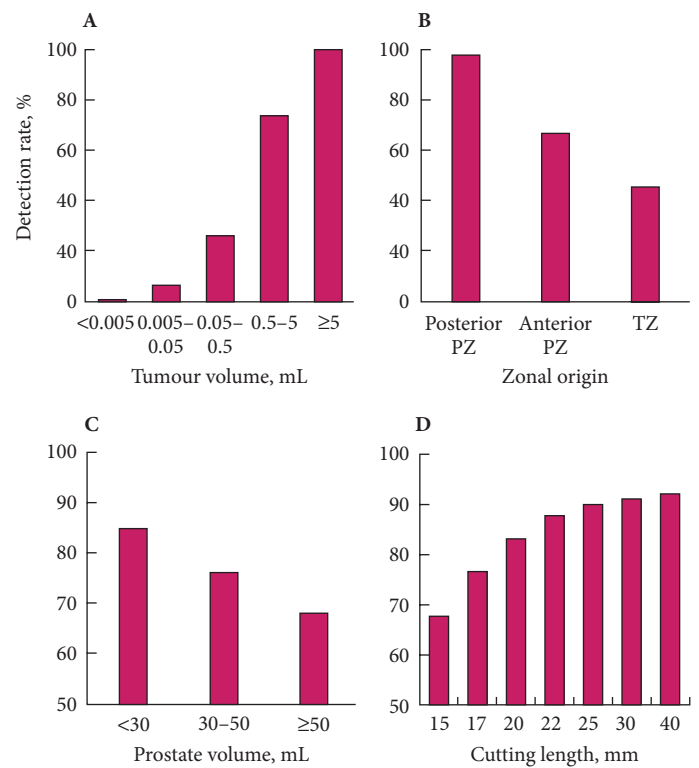 A
Detection rate, %
100
80
60
40
40
0
<0.005 0.005– 0.05– 0.5–5 ≥5
0.05 0.5
Tumour volume, mL
B
100
80
60
40
40
0
Posterior Anterior TZ
PZ PZ
Zonal origin
C
100
90
80
70
60
50
<30 30–50 ≥50
Prostate volume, mL
D
100
90
80
70
60
50
15 17 20 22 25 30 40
Cutting length, mm